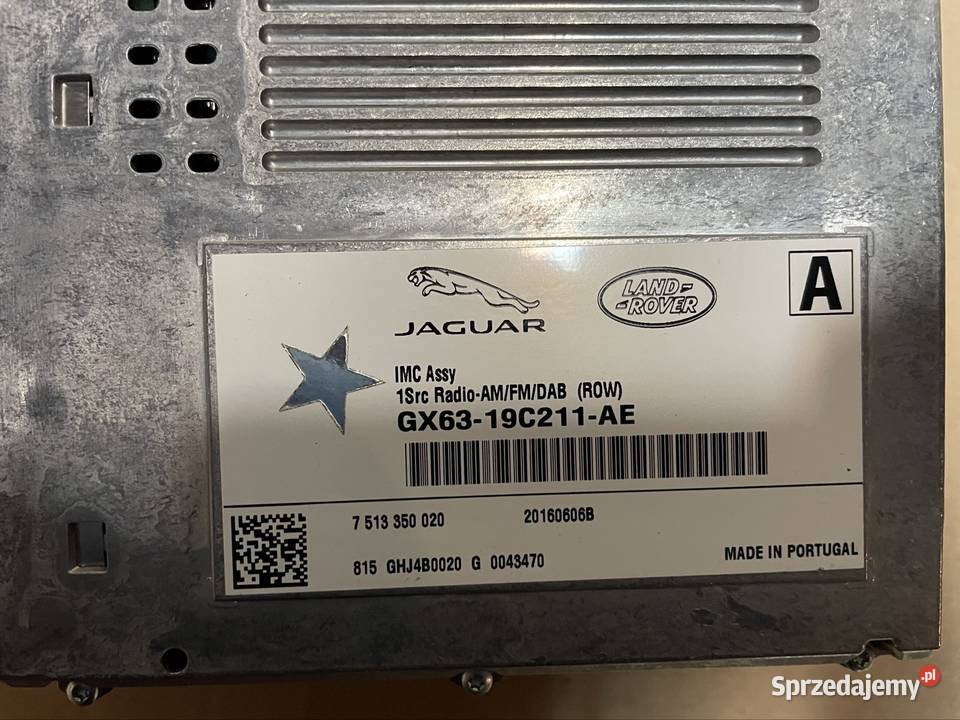 JAGUAR
LAND-
-ROVER
A
IMC Assy
1Src Radio-AM/FM/DAB (ROW)
GX63-19C211-AE
7 513 350 020 20160606B
815 GHJ4B0020 G 0043470
MADE IN PORTUGAL
Sprzedajemy.pl